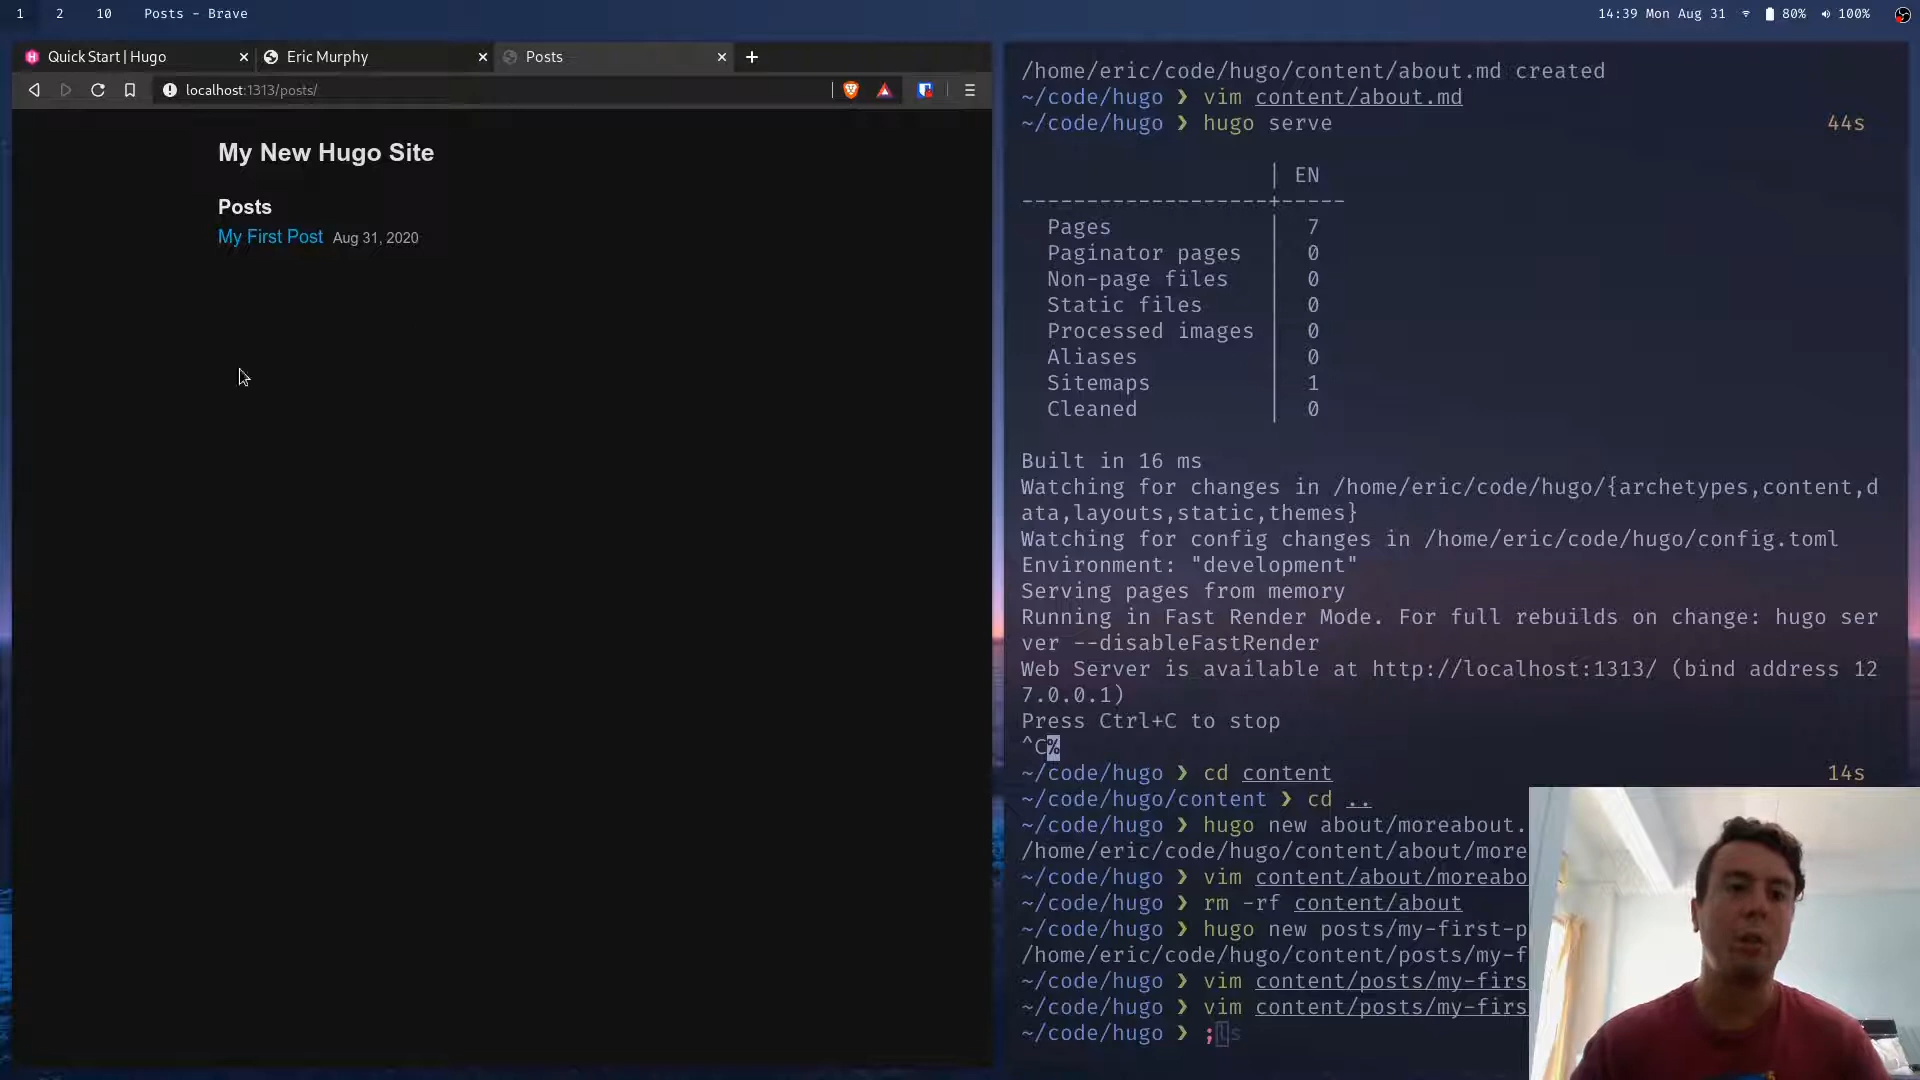 1 2 10 Posts - Brave
14:39 Mon Aug 31 80% 100%
Quick Start | Hugo
Eric Murphy
Posts
localhost:1313/posts/
My New Hugo Site
Posts
My First Post Aug 31, 2020
/home/eric/code/hugo/content/about.md created
~/code/hugo ❯ vim content/about.md
~/code/hugo ❯ hugo serve 44s
| EN
-------------------+-----
Pages | 7
Paginator pages | 0
Non-page files | 0
Static files | 0
Processed images | 0
Aliases | 0
Sitemaps | 1
Cleaned | 0
Built in 16 ms
Watching for changes in /home/eric/code/hugo/{archetypes,content,d
ata,layouts,static,themes}
Watching for config changes in /home/eric/code/hugo/config.toml
Environment: "development"
Serving pages from memory
Running in Fast Render Mode. For full rebuilds on change: hugo ser
ver --disableFastRender
Web Server is available at http://localhost:1313/ (bind address 12
7.0.0.1)
Press Ctrl+C to stop
^C%
~/code/hugo ❯ cd content 14s
~/code/hugo/content ❯ cd ..
~/code/hugo ❯ hugo new about/moreabout.
/home/eric/code/hugo/content/about/more
~/code/hugo ❯ vim content/about/moreabo
~/code/hugo ❯ rm -rf content/about
~/code/hugo ❯ hugo new posts/my-first-p
/home/eric/code/hugo/content/posts/my-f
~/code/hugo ❯ vim content/posts/my-firs
~/code/hugo ❯ vim content/posts/my-firs
~/code/hugo ❯ ;ls